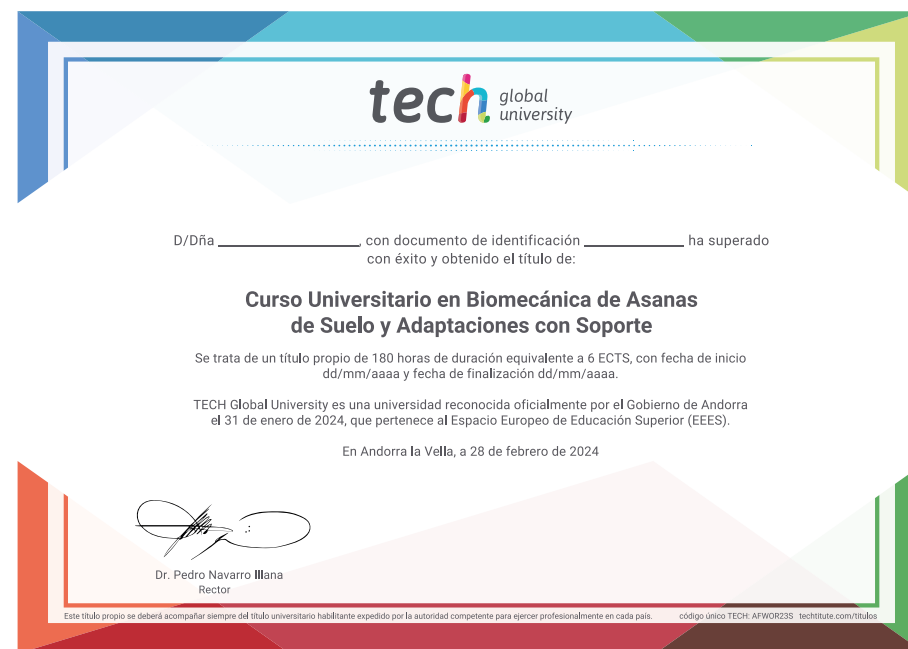 tech global university
D/Dña ____________________, con documento de identificación ______________ ha superado
con éxito y obtenido el título de:
Curso Universitario en Biomecánica de Asanas
de Suelo y Adaptaciones con Soporte
Se trata de un título propio de 180 horas de duración equivalente a 6 ECTS, con fecha de inicio
dd/mm/aaaa y fecha de finalización dd/mm/aaaa.
TECH Global University es una universidad reconocida oficialmente por el Gobierno de Andorra
el 31 de enero de 2024, que pertenece al Espacio Europeo de Educación Superior (EEES).
En Andorra la Vella, a 28 de febrero de 2024
Dr. Pedro Navarro Illana
Rector
Este título propio se deberá acompañar siempre del título universitario habilitante expedido por la autoridad competente para ejercer profesionalmente en cada país. código único TECH: AFWOR23S techtitute.com/titulos